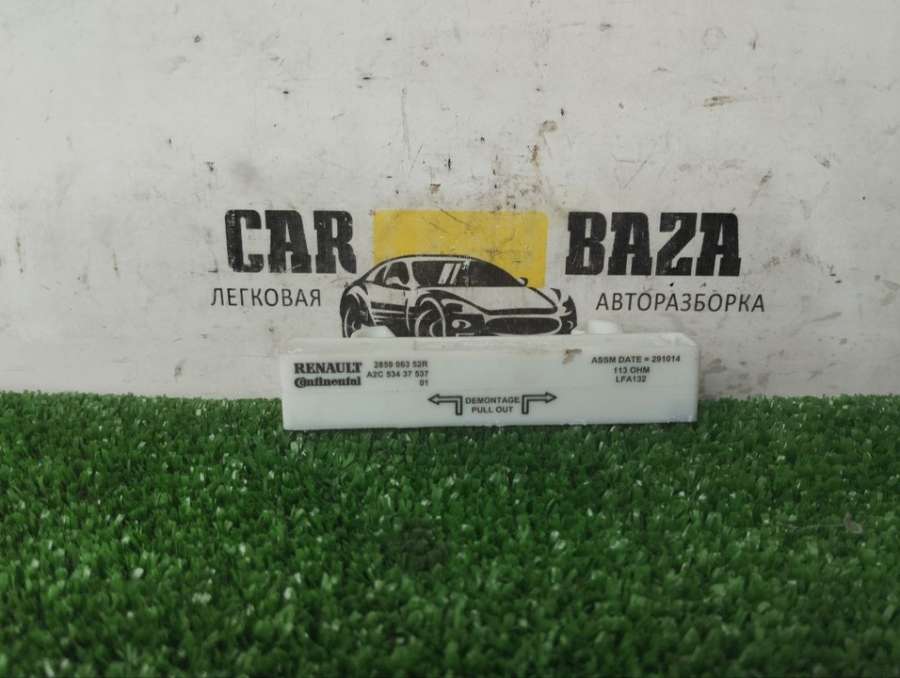 CAR BAZA
ЛЕГКОВАЯ АВТОРАЗБОРКА
RENAULT 2859 063 52R
Continental A2C 534 37 537
01
ASSM DATE = 291014
113 OHM
LFA132
DEMONTAGE
PULL OUT